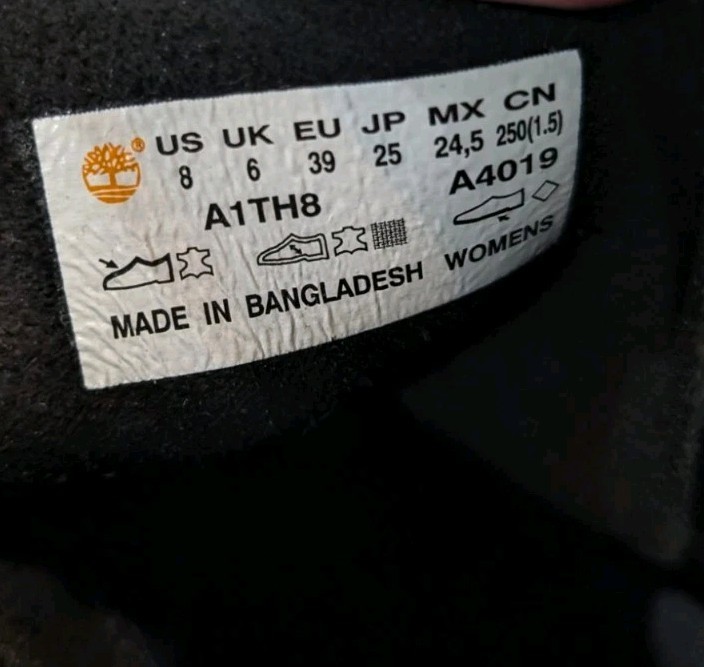 ® US UK EU JP MX CN
8 6 39 25 24,5 250(1.5)
A1TH8 A4019
MADE IN BANGLADESH WOMENS